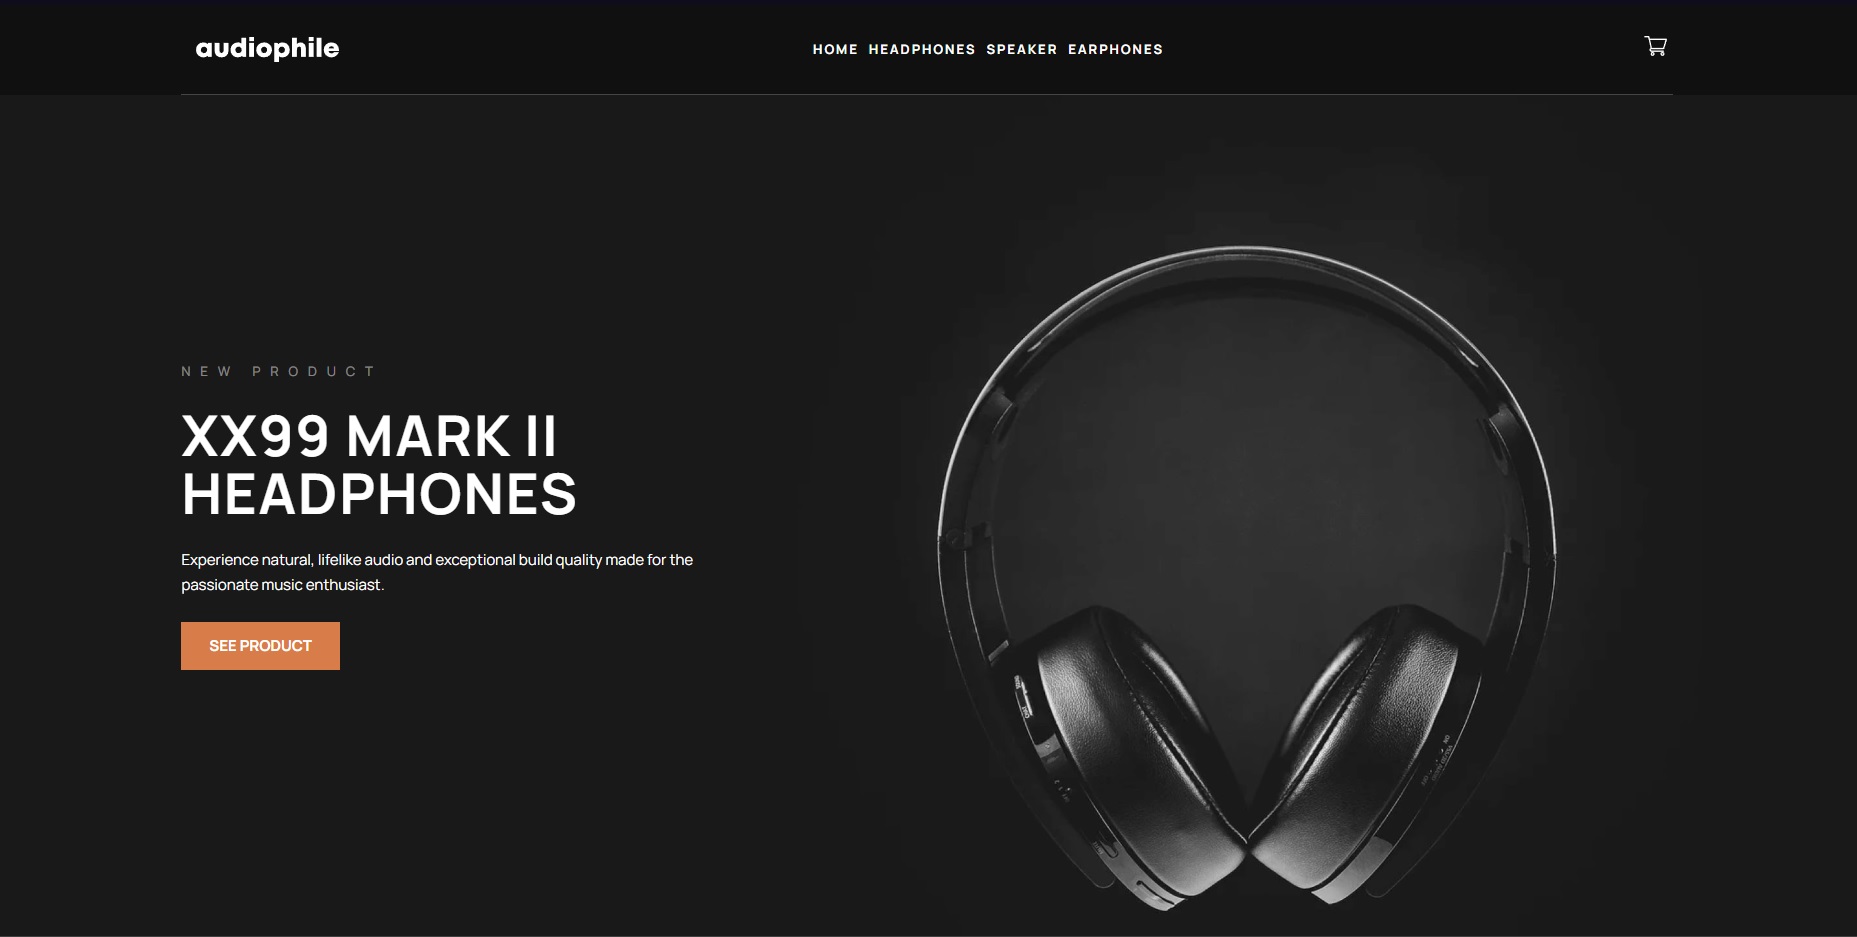 audiophile
HOME HEADPHONES SPEAKER EARPHONES
NEW PRODUCT
XX99 MARK II
HEADPHONES
Experience natural, lifelike audio and exceptional build quality made for the
passionate music enthusiast.
SEE PRODUCT